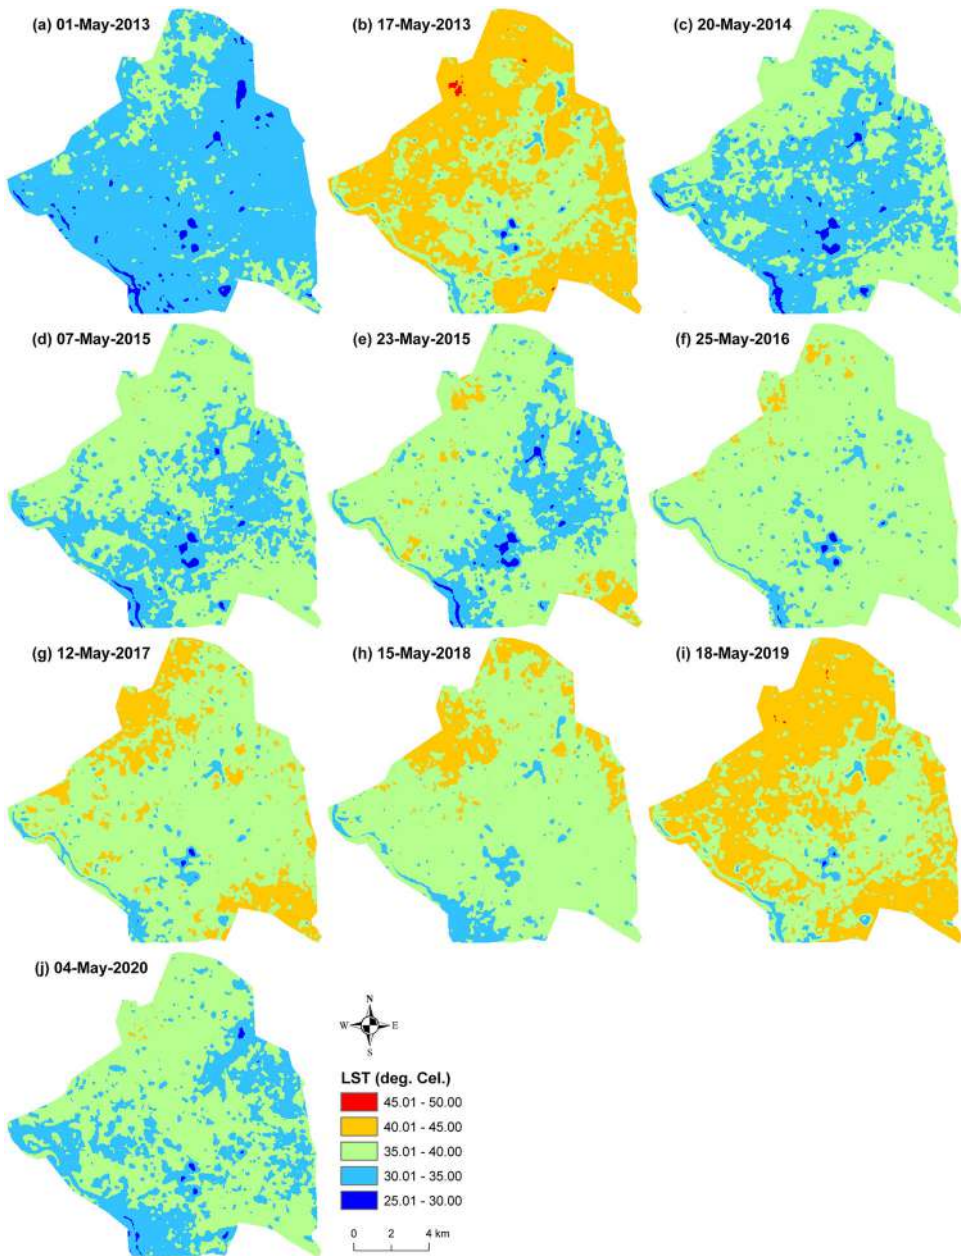 (a) 01-May-2013
(b) 17-May-2013
(c) 20-May-2014
(d) 07-May-2015
(e) 23-May-2015
(f) 25-May-2016
(g) 12-May-2017
(h) 15-May-2018
(i) 18-May-2019
(j) 04-May-2020
N
W E
S
LST (deg. Cel.)
45.01 - 50.00
40.01 - 45.00
35.01 - 40.00
30.01 - 35.00
25.01 - 30.00
0 2 4 km